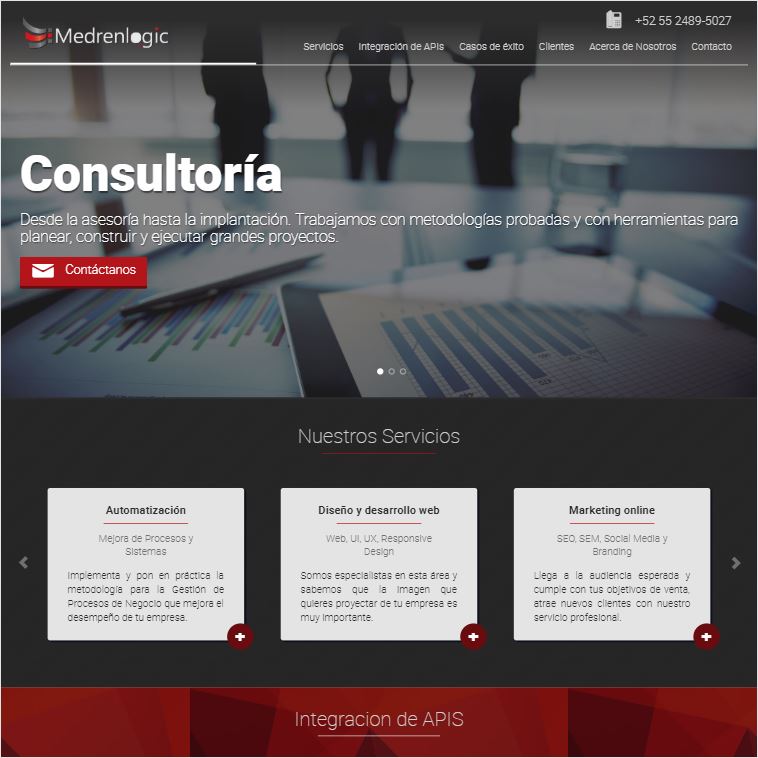 Medrenlogic
+52 55 2489-5027
Servicios Integración de APIs Casos de éxito Clientes Acerca de Nosotros Contacto
Consultoría
Desde la asesoría hasta la implantación. Trabajamos con metodologías probadas y con herramientas para
planear, construir y ejecutar grandes proyectos.
Contáctanos
Nuestros Servicios
Automatización
Mejora de Procesos y
Sistemas
Implementa y pon en práctica la
metodología para la Gestión de
Procesos de Negocio que mejora el
desempeño de tu empresa.
Diseño y desarrollo web
Web, UI, UX, Responsive
Design
Somos especialistas en esta área y
sabemos que la imagen que
quieres proyectar de tu empresa es
muy importante.
Marketing online
SEO, SEM, Social Media y
Branding
Llega a la audiencia esperada y
cumple con tus objetivos de venta,
atrae nuevos clientes con nuestro
servicio profesional.
Integracion de APIS